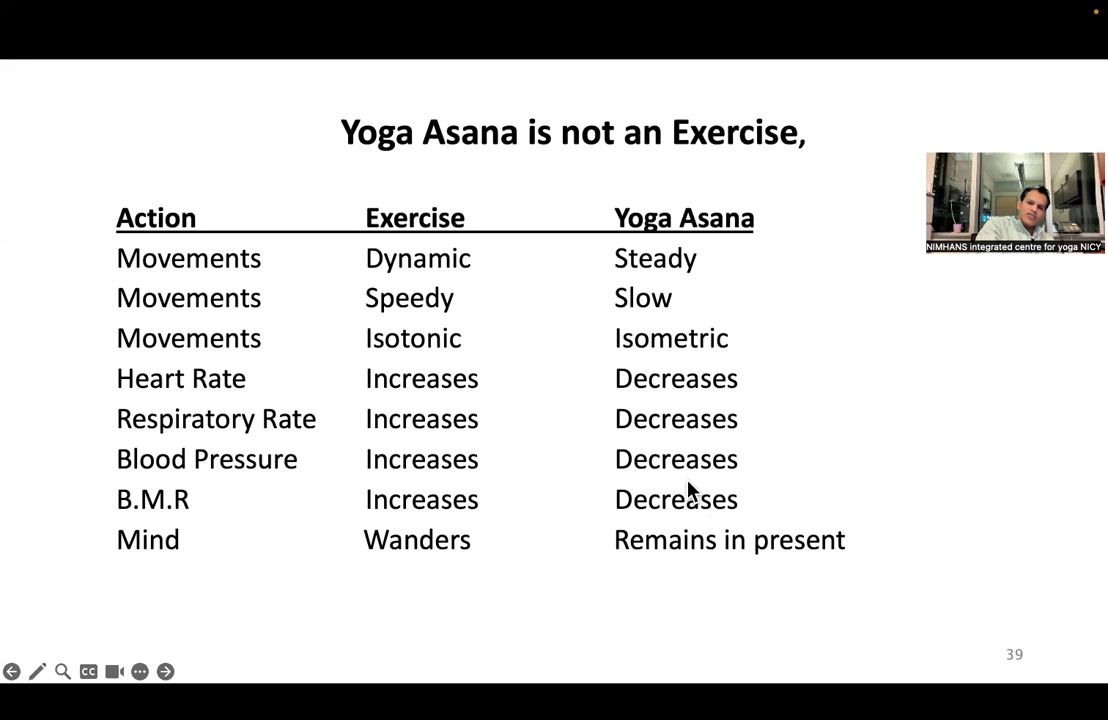 Yoga Asana is not an Exercise,
Action Exercise Yoga Asana
Movements Dynamic Steady
Movements Speedy Slow
Movements Isotonic Isometric
Heart Rate Increases Decreases
Respiratory Rate Increases Decreases
Blood Pressure Increases Decreases
B.M.R Increases Decreases
Mind Wanders Remains in present
NIMHANS integrated centre for yoga NICY
39
CC